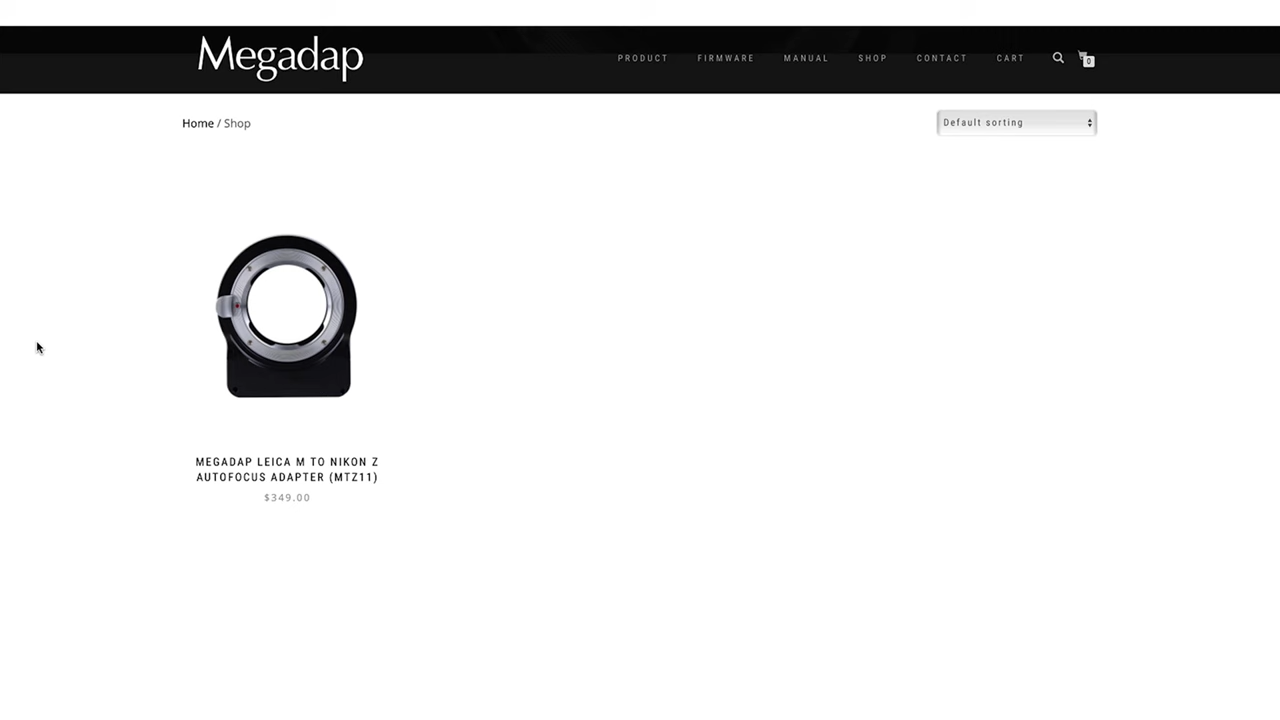 Megadap
PRODUCT FIRMWARE MANUAL SHOP CONTACT CART 0
Home / Shop
Default sorting
MEGADAP LEICA M TO NIKON Z
AUTOFOCUS ADAPTER (MTZ11)
$349.00